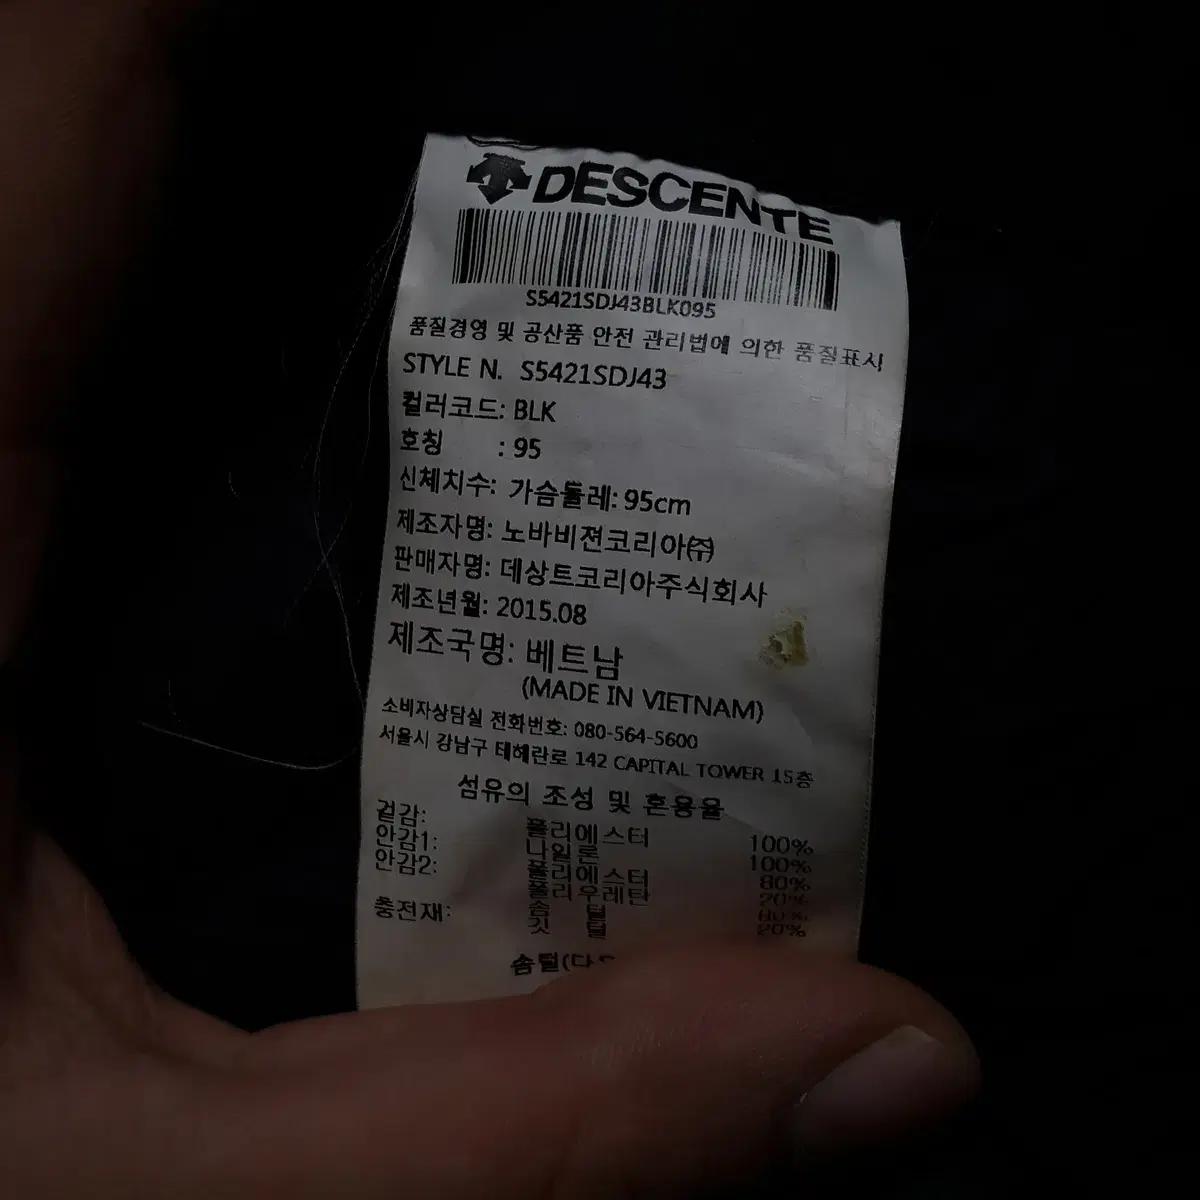 DESCENTE
S5421SDJ43BLK095
품질경영 및 공산품 안전 관리법에 의한 품질표시
STYLE N. S5421SDJ43
컬러코드: BLK
호칭 : 95
신체치수: 가슴둘레: 95cm
제조자명: 노바비젼코리아㈜
판매자명: 데상트코리아주식회사
제조년월: 2015.08
제조국명: 베트남
(MADE IN VIETNAM)
소비자상담실 전화번호: 080-564-5600
서울시 강남구 테헤란로 142 CAPITAL TOWER 15층
섬유의 조성 및 혼용율
겉감: 폴리에스터 100%
안감1: 나일론 100%
안감2: 폴리에스터 80%
폴리우레탄 20%
충전재: 솜 털 80%
깃 털 20%
솜털(다운